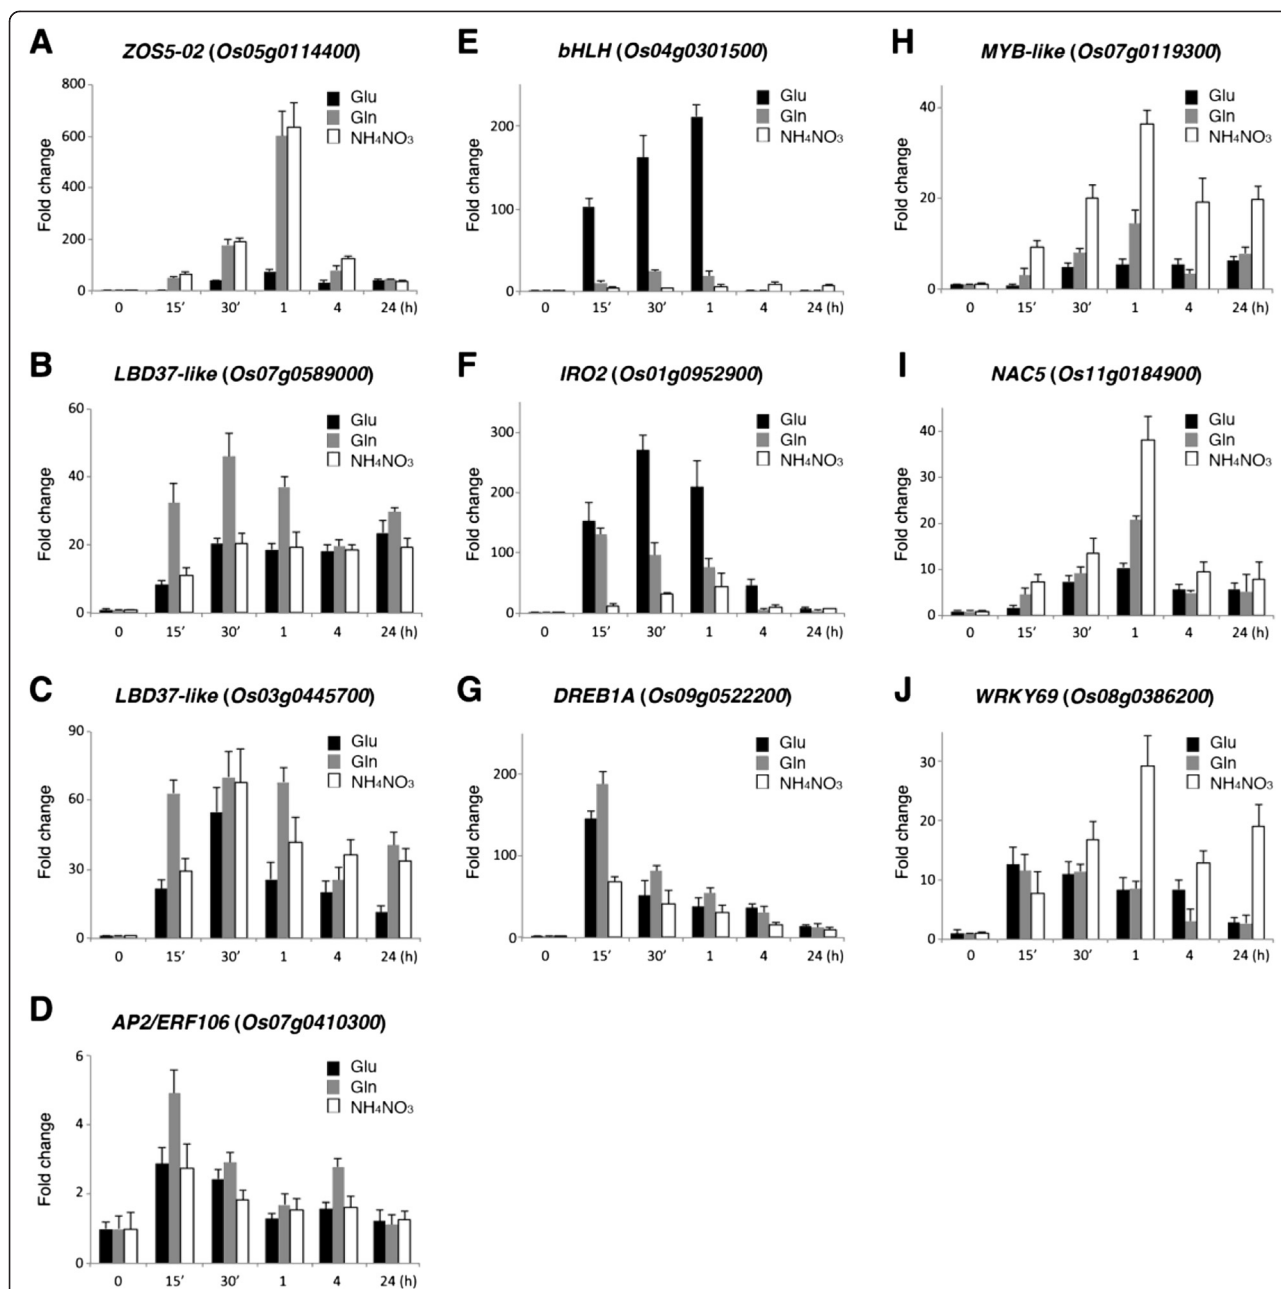 A
ZOS5-02 (Os05g0114400)
Fold change
800
600
400
200
0
Glu
Gln
NH₄NO₃
0 15′ 30′ 1 4 24 (h)
B
LBD37-like (Os07g0589000)
Fold change
60
40
20
0
Glu
Gln
NH₄NO₃
0 15′ 30′ 1 4 24 (h)
C
LBD37-like (Os03g0445700)
Fold change
90
60
30
0
Glu
Gln
NH₄NO₃
0 15′ 30′ 1 4 24 (h)
D
AP2/ERF106 (Os07g0410300)
Fold change
6
4
2
0
Glu
Gln
NH₄NO₃
0 15′ 30′ 1 4 24 (h)
E
bHLH (Os04g0301500)
Fold change
200
100
0
Glu
Gln
NH₄NO₃
0 15′ 30′ 1 4 24 (h)
F
IRO2 (Os01g0952900)
Fold change
300
200
100
0
Glu
Gln
NH₄NO₃
0 15′ 30′ 1 4 24 (h)
G
DREB1A (Os09g0522200)
Fold change
200
100
0
Glu
Gln
NH₄NO₃
0 15′ 30′ 1 4 24 (h)
H
MYB-like (Os07g0119300)
Fold change
40
20
0
Glu
Gln
NH₄NO₃
0 15′ 30′ 1 4 24 (h)
I
NAC5 (Os11g0184900)
Fold change
40
30
20
10
0
Glu
Gln
NH₄NO₃
0 15′ 30′ 1 4 24 (h)
J
WRKY69 (Os08g0386200)
Fold change
30
20
10
0
Glu
Gln
NH₄NO₃
0 15′ 30′ 1 4 24 (h)